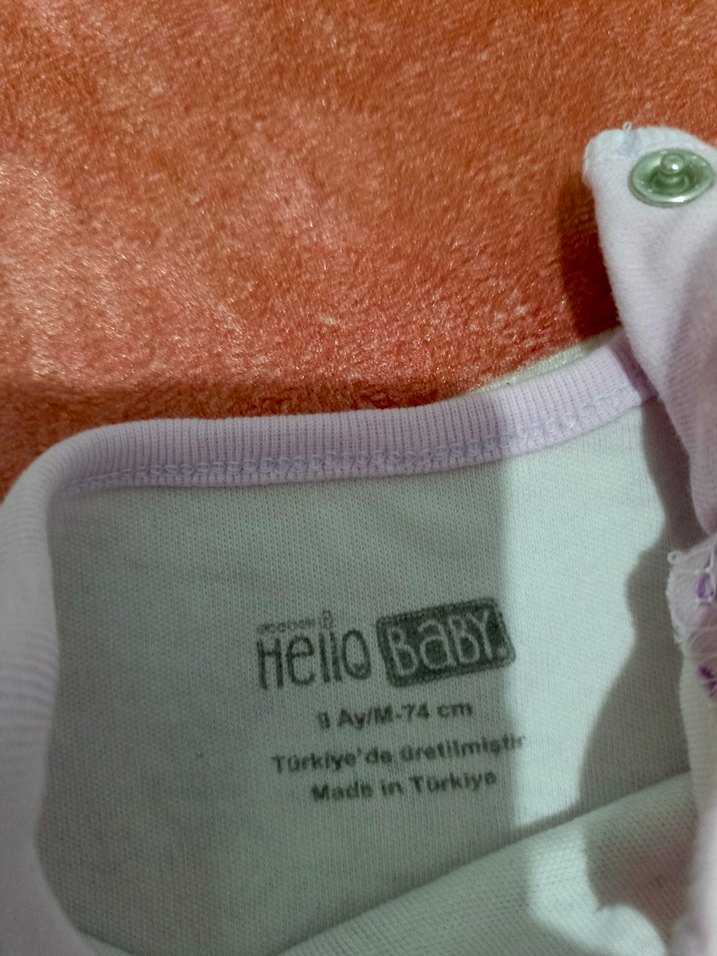 Hello BABY
9 Ay/M-74 cm
Türkiye'de üretilmiştir
Made in Türkiye